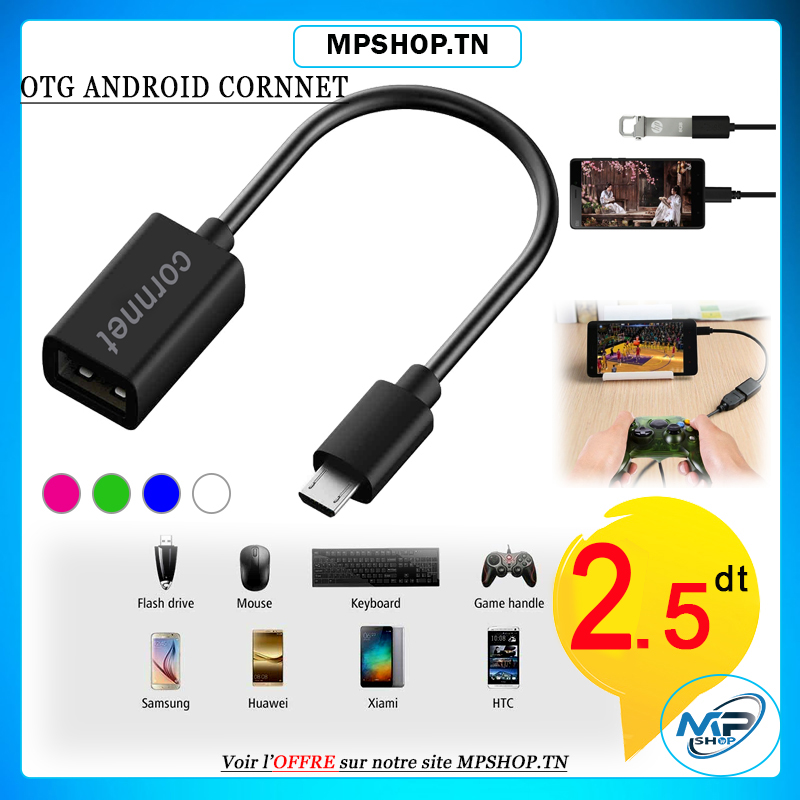 MPSHOP.TN
OTG ANDROID CORNNET
cornnet
hp
Flash drive
Mouse
Keyboard
Game handle
Samsung
Huawei
Xiami
HTC
2.5 dt
MP
SHOP
Voir l’OFFRE sur notre site MPSHOP.TN